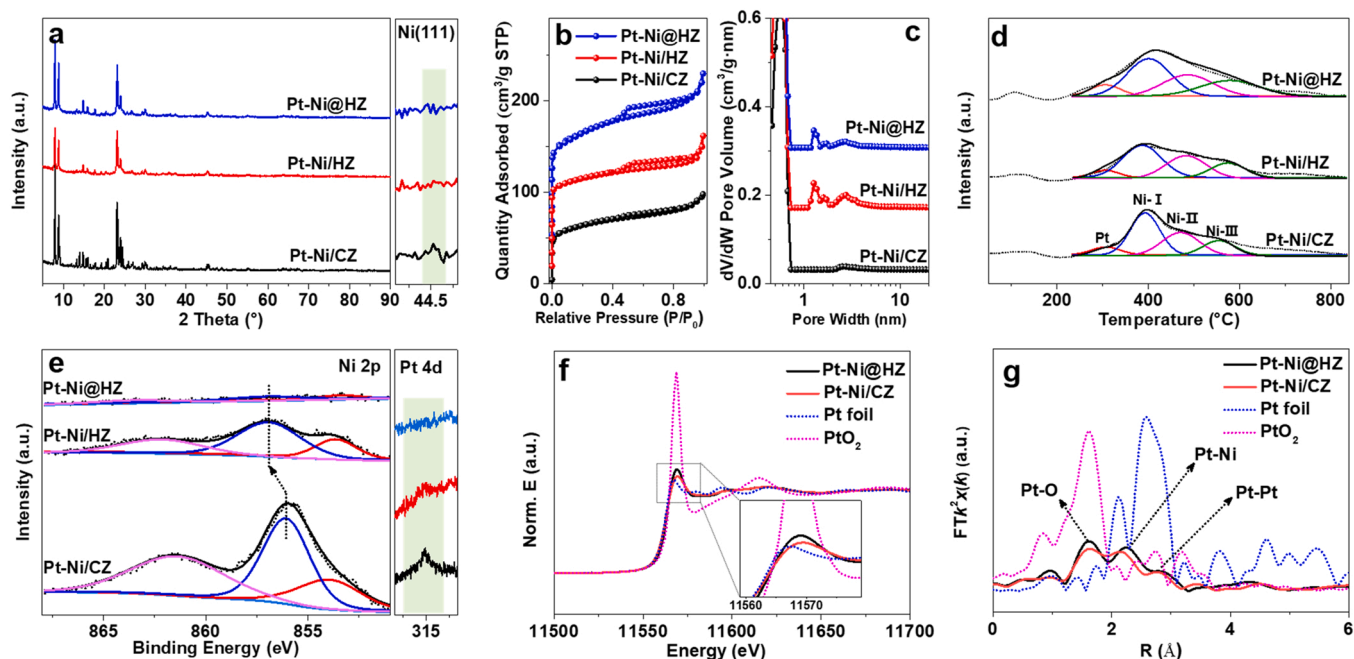 a
Ni(111)
Pt-Ni@HZ
Pt-Ni/HZ
Pt-Ni/CZ
Intensity (a.u.)
10 20 30 40 50 60 70 80 90
44.5
2 Theta (°)
b
Pt-Ni@HZ
Pt-Ni/HZ
Pt-Ni/CZ
Quantity Adsorbed (cm³/g STP)
200
100
0
0.0 0.4 0.8
Relative Pressure (P/P₀)
c
Pt-Ni@HZ
Pt-Ni/HZ
Pt-Ni/CZ
dV/dW Pore Volume (cm³/g·nm)
0.6
0.4
0.2
0.0
1 10
Pore Width (nm)
d
Pt-Ni@HZ
Pt-Ni/HZ
Ni-I
Ni-II
Ni-III
Pt
Pt-Ni/CZ
Intensity (a.u.)
200 400 600 800
Temperature (°C)
e
Ni 2p
Pt 4d
Pt-Ni@HZ
Pt-Ni/HZ
Pt-Ni/CZ
Intensity (a.u.)
865 860 855
315
Binding Energy (eV)
f
Pt-Ni@HZ
Pt-Ni/CZ
Pt foil
PtO₂
Norm. E (a.u.)
11560 11570
11500 11550 11600 11650 11700
Energy (eV)
g
Pt-Ni@HZ
Pt-Ni/CZ
Pt foil
PtO₂
Pt-Ni
Pt-O
Pt-Pt
FTk²x(k) (a.u.)
0 2 4 6
R (Å)